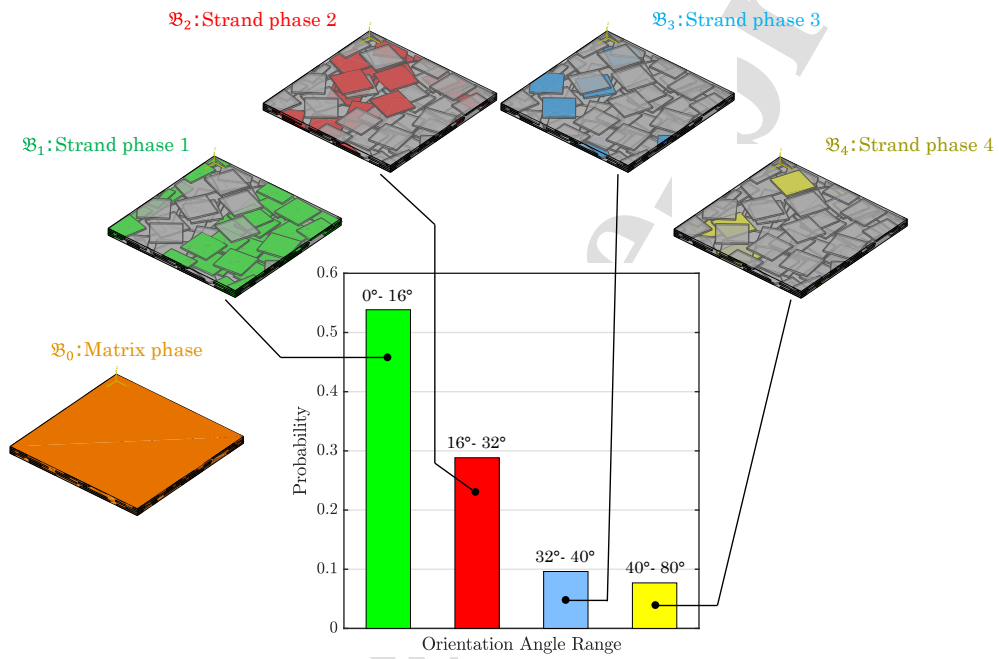 𝔅₂:Strand phase 2
𝔅₃:Strand phase 3
𝔅₁:Strand phase 1
𝔅₄:Strand phase 4
𝔅₀:Matrix phase
0.6
0.5
0.4
0.3
0.2
0.1
0
Probability
0°- 16°
16°- 32°
32°- 40°
40°- 80°
Orientation Angle Range